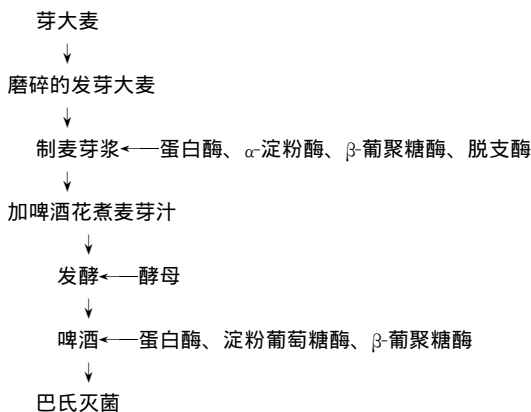 芽大麦
↓
磨碎的发芽大麦
↓
制麦芽浆←蛋白酶、α-淀粉酶、β-葡聚糖酶、脱支酶
↓
加啤酒花煮麦芽汁
↓
发酵←酵母
↓
啤酒←蛋白酶、淀粉葡萄糖酶、β-葡聚糖酶
↓
巴氏灭菌